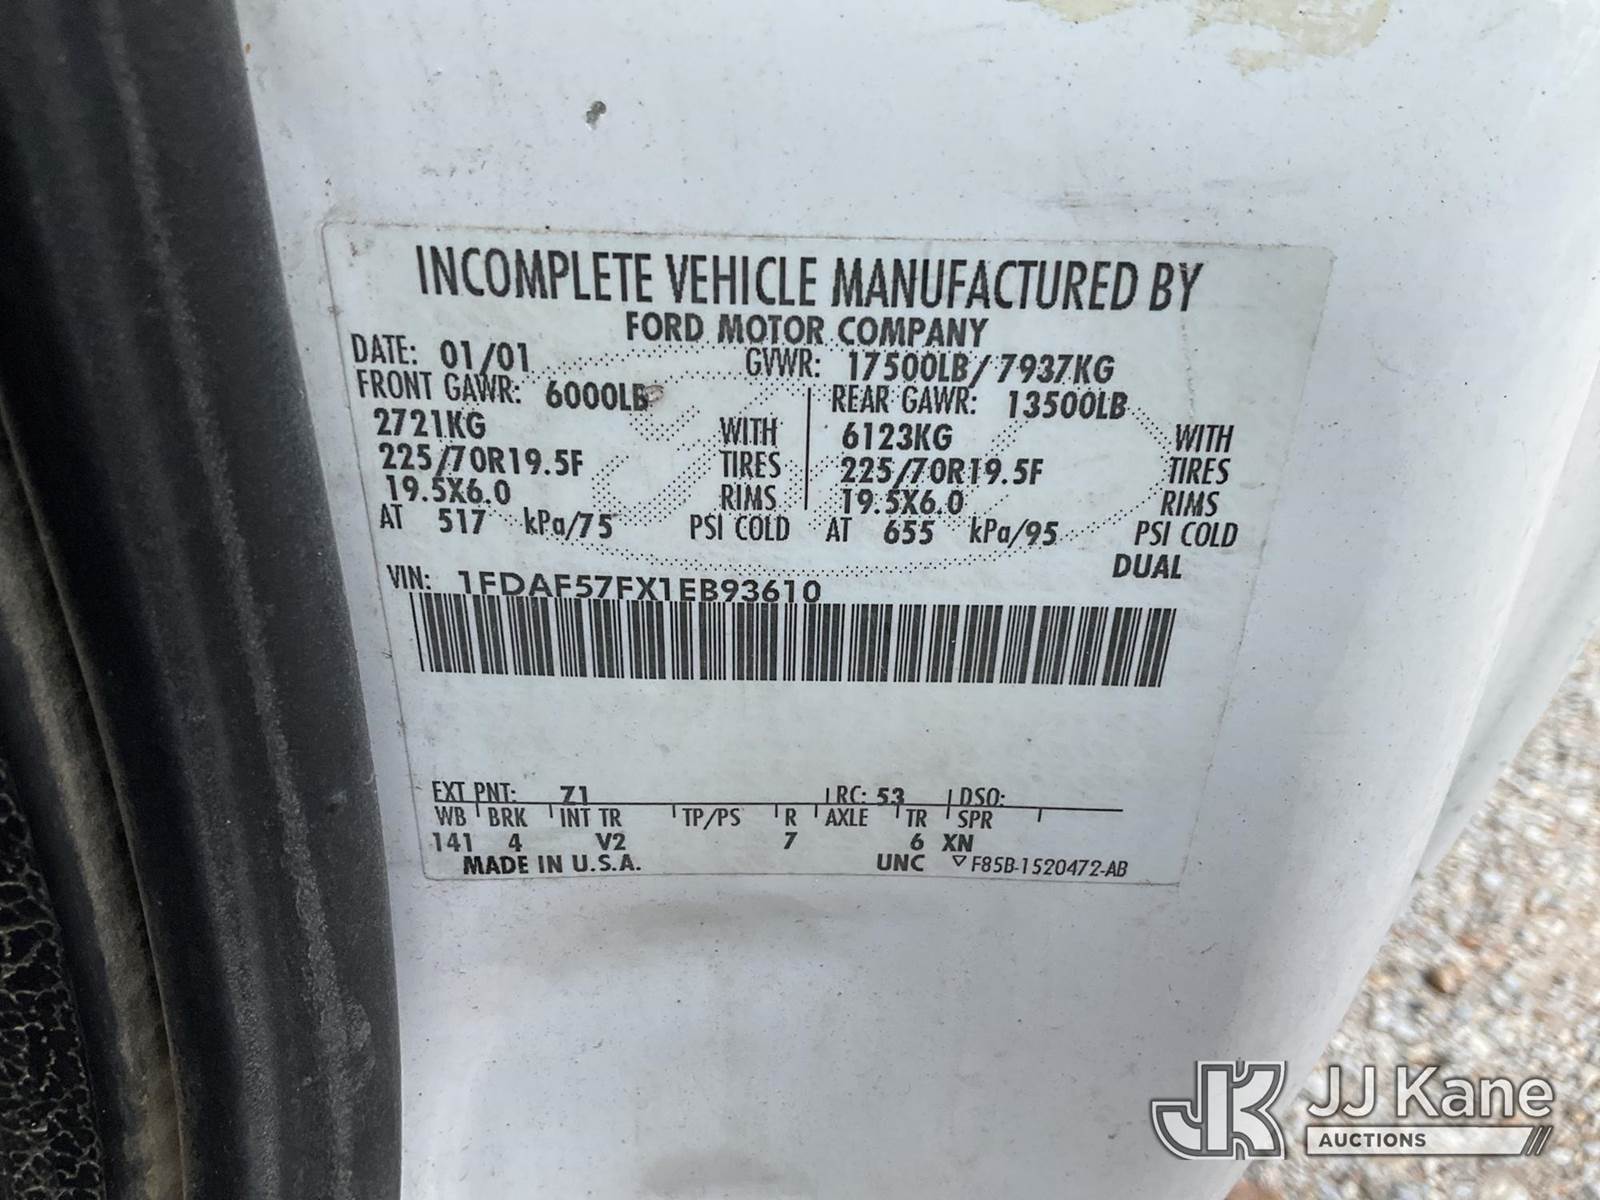 INCOMPLETE VEHICLE MANUFACTURED BY
FORD MOTOR COMPANY
DATE: 01/01 GVWR: 17500LB/7937KG
FRONT GAWR: 6000LB REAR GAWR: 13500LB
2721KG WITH 6123KG WITH
225/70R19.5F TIRES 225/70R19.5F TIRES
19.5X6.0 RIMS 19.5X6.0 RIMS
AT 517 kPa/75 PSI COLD AT 655 kPa/95 PSI COLD
DUAL
VIN: 1FDAF57FX1EB93610
EXT PNT: Z1 RC: 53 DSO:
WB BRK INT TR TP/PS R AXLE TR SPR
141 4 V2 7 6 XN
MADE IN U.S.A. UNC F85B-1520472-AB
JK JJ Kane
AUCTIONS